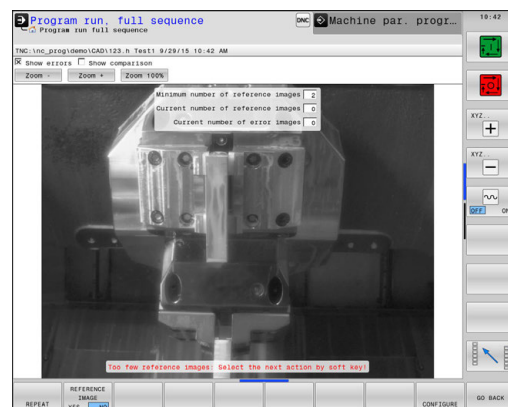 Program run, full sequence
Program run full sequence
DNC
Machine par. progr…
10:42
TNC:\nc_prog\demo\CAD\123.h Test1 9/29/15 10:42 AM
Show errors
Show comparison
Zoom -
Zoom +
Zoom 100%
Minimum number of reference images 2
Current number of reference images 0
Current number of error images 0
XYZ..
XYZ..
OFF ON
Too few reference images: Select the next action by soft key!
REPEAT
REFERENCE
IMAGE
YES NO
CONFIGURE
GO BACK